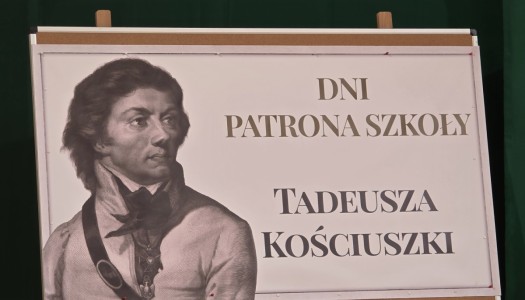 DNI
PATRONA SZKOŁY
TADEUSZA
KOŚCIUSZKI